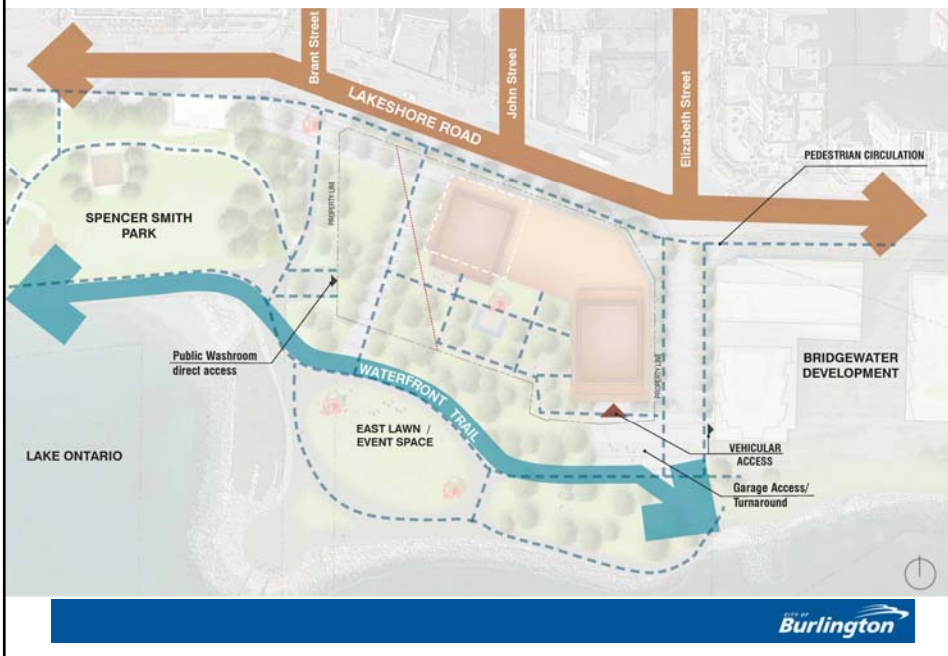 Brant Street
John Street
Elizabeth Street
LAKESHORE ROAD
PEDESTRIAN CIRCULATION
PROPERTY LINE
SPENCER SMITH
PARK
Public Washroom
direct access
WATERFRONT TRAIL
PROPERTY LINE
BRIDGEWATER
DEVELOPMENT
EAST LAWN /
EVENT SPACE
LAKE ONTARIO
VEHICULAR
ACCESS
Garage Access/
Turnaround
CITY OF
Burlington